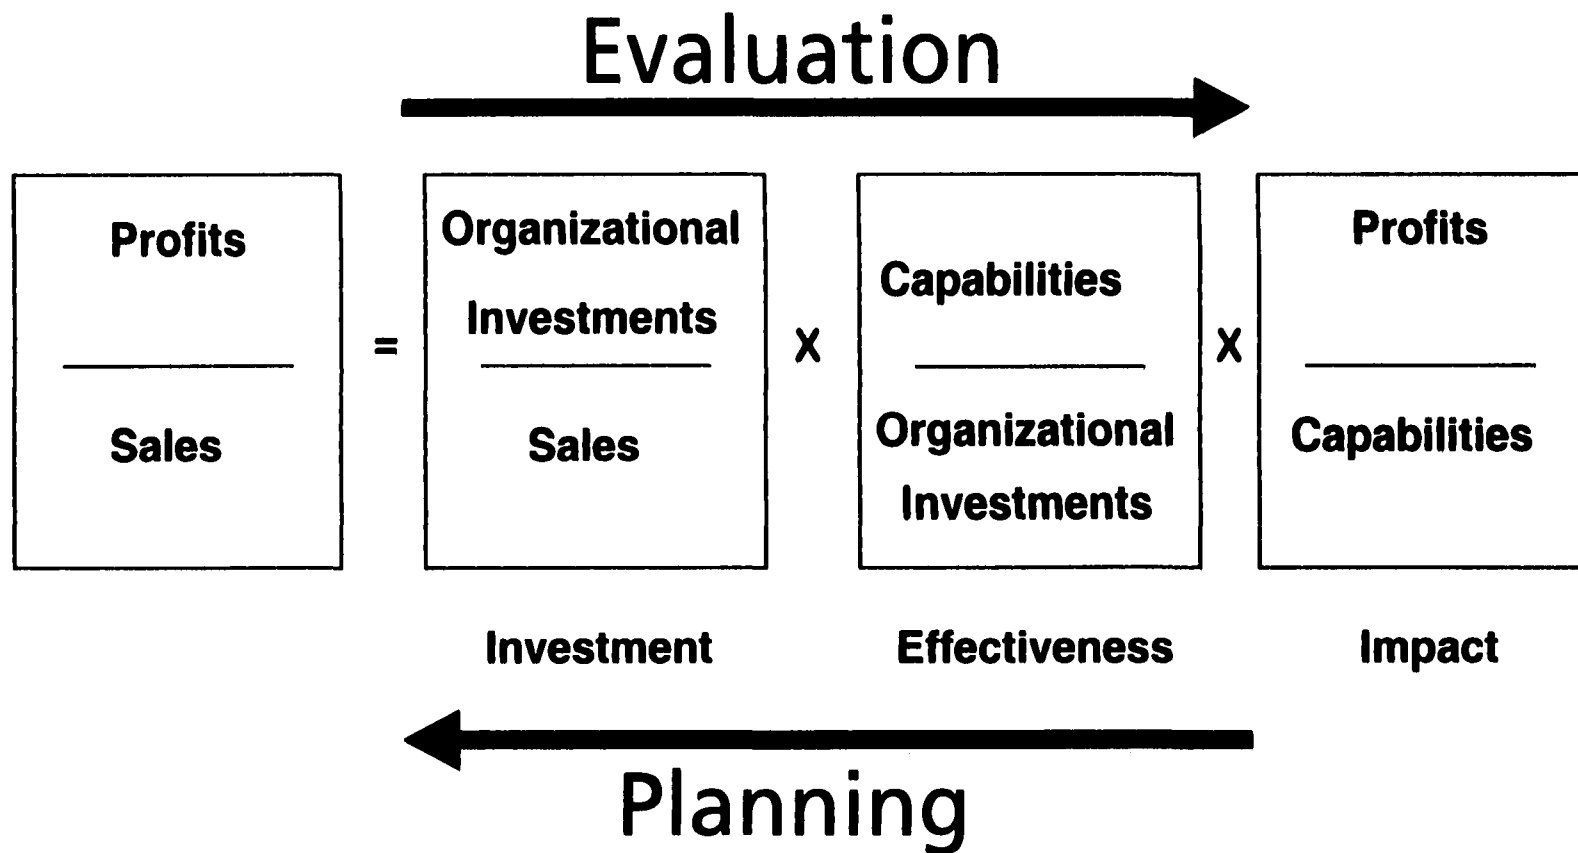 Evaluation
Profits
Sales
=
Organizational
Investments
Sales
X
Capabilities
Organizational
Investments
X
Profits
Capabilities
Investment
Effectiveness
Impact
Planning